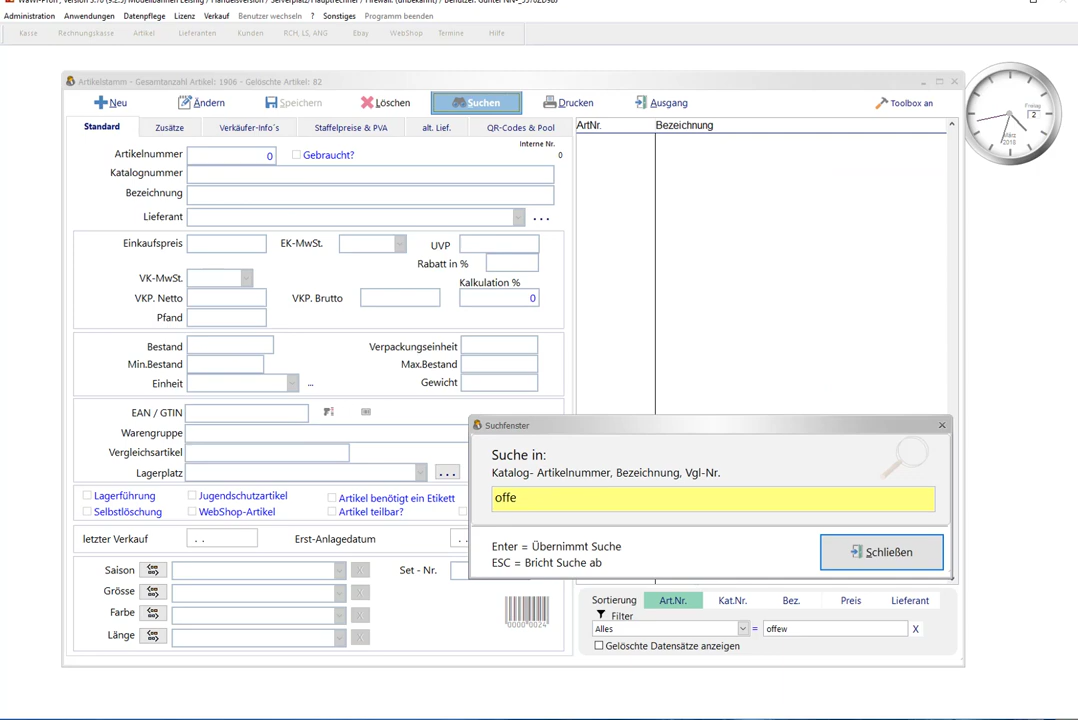 Administration Anwendungen Datenpflege Lizenz Verkauf Benutzer wechseln ? Sonstiges Programm beenden
Kasse Rechnungskasse Artikel Lieferanten Kunden RCH, LS, ANG Ebay WebShop Termine Hilfe
Artikelstamm - Gesamtanzahl Artikel: 1906 - Gelöschte Artikel: 82
Neu Ändern Speichern Löschen Suchen Drucken Ausgang Toolbox an
Standard Zusätze Verkäufer-Info´s Staffelpreise & PVA alt. Lief. QR-Codes & Pool
ArtNr. Bezeichnung
Freitag
2
März
2018
Interne Nr.
Artikelnummer 0 Gebraucht? 0
Katalognummer
Bezeichnung
Lieferant ...
Einkaufspreis EK-MwSt. UVP
Rabatt in %
VK-MwSt. Kalkulation %
VKP. Netto VKP. Brutto 0
Pfand
Bestand Verpackungseinheit
Min.Bestand Max.Bestand
Einheit ... Gewicht
EAN / GTIN
Warengruppe
Vergleichsartikel
Lagerplatz ...
Lagerführung Jugendschutzartikel Artikel benötigt ein Etikett
Selbstlöschung WebShop-Artikel Artikel teilbar?
letzter Verkauf . . Erst-Anlagedatum . .
Saison Set - Nr.
Grösse
Farbe
Länge
X
X
X
X
*0000*0024*
Suchfenster
Suche in:
Katalog- Artikelnummer, Bezeichnung, Vgl-Nr.
offe
Enter = Übernimmt Suche
ESC = Bricht Suche ab
Schließen
Sortierung Art.Nr. Kat.Nr. Bez. Preis Lieferant
Filter
Alles = offew X
Gelöschte Datensätze anzeigen